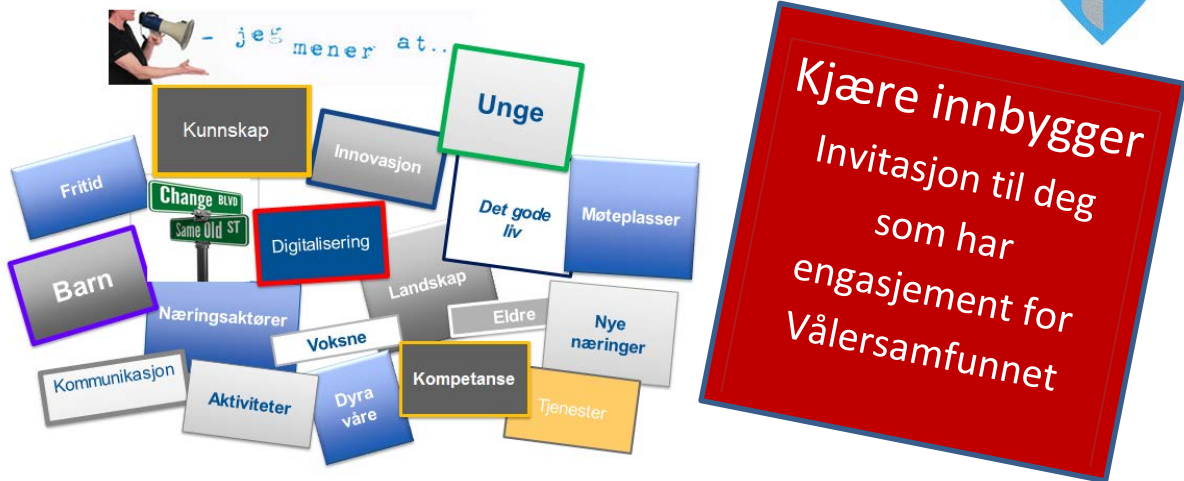 - jeg mener at..
Unge
Kunnskap
Innovasjon
Fritid
Change BLVD
Same Old ST
Det gode
liv
Møteplasser
Digitalisering
Barn
Landskap
Næringsaktører
Eldre
Nye
næringer
Voksne
Kommunikasjon
Kompetanse
Aktiviteter
Dyra
våre
Tjenester
Kjære innbygger
Invitasjon til deg
som har
engasjement for
Vålersamfunnet